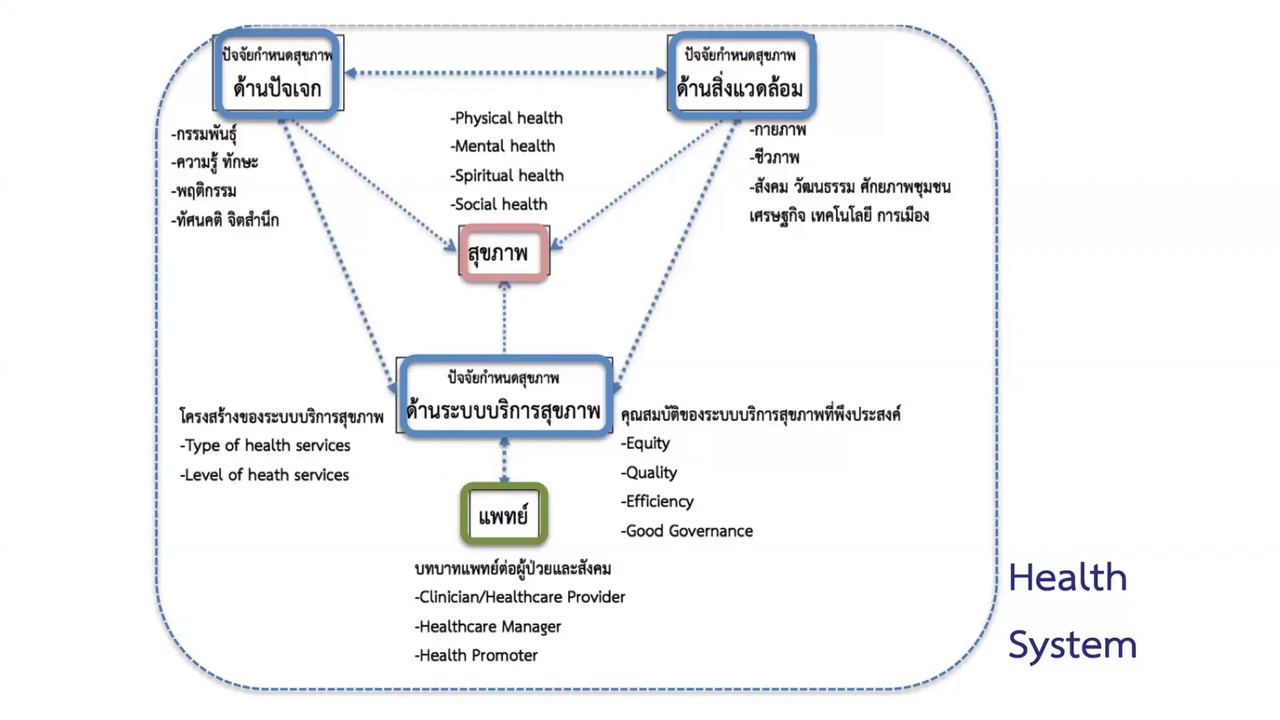 ปัจจัยกำหนดสุขภาพ
ด้านปัจเจก
-กรรมพันธุ์
-ความรู้ ทักษะ
-พฤติกรรม
-ทัศนคติ จิตสำนึก
-Physical health
-Mental health
-Spiritual health
-Social health
สุขภาพ
ปัจจัยกำหนดสุขภาพ
ด้านสิ่งแวดล้อม
-กายภาพ
-ชีวภาพ
-สังคม วัฒนธรรม ศักยภาพชุมชน
เศรษฐกิจ เทคโนโลยี การเมือง
ปัจจัยกำหนดสุขภาพ
ด้านระบบบริการสุขภาพ
โครงสร้างของระบบบริการสุขภาพ
-Type of health services
-Level of heath services
คุณสมบัติของระบบบริการสุขภาพที่พึงประสงค์
-Equity
-Quality
-Efficiency
-Good Governance
แพทย์
บทบาทแพทย์ต่อผู้ป่วยและสังคม
-Clinician/Healthcare Provider
-Healthcare Manager
-Health Promoter
Health
System